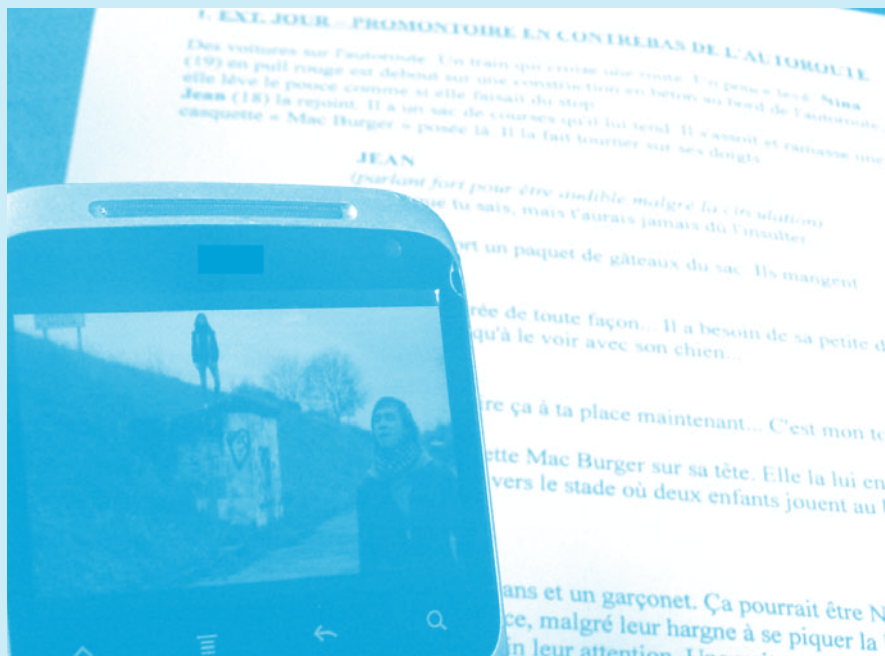 1. EXT. JOUR – PROMONTOIRE EN CONTREBAS DE L'AUTOROUTE
Des voitures sur l'autoroute. Un train qui croise une route. Un pouce levé. Nina
(19) en pull rouge est debout sur une construction en béton au bord de l'autoroute,
elle lève le pouce comme si elle faisait du stop.
Jean (18) la rejoint. Il a un sac de courses qu'il lui tend. Il s'assoit et ramasse une
casquette « Mac Burger » posée là. Il la fait tourner sur ses doigts.
JEAN
(parlant fort pour être audible malgré la circulation)
que tu sais, mais t'aurais jamais dû l'insulter.
ort un paquet de gâteaux du sac. Ils mangent
rée de toute façon... Il a besoin de sa petite d
qu'à le voir avec son chien...
ire ça à ta place maintenant... C'est mon to
ette Mac Burger sur sa tête. Elle la lui en
vers le stade où deux enfants jouent au
ans et un garçonet. Ça pourrait être N
ce, malgré leur hargne à se piquer la
in leur attention.